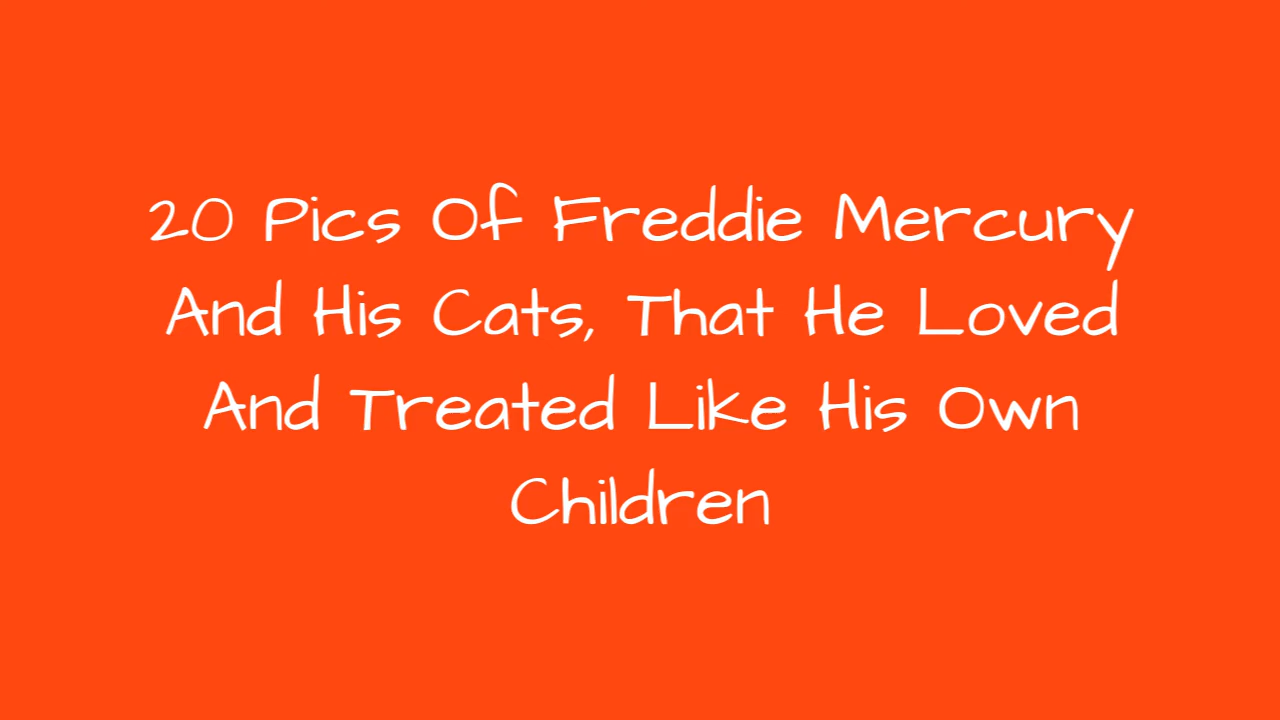 20 Pics Of Freddie Mercury
And His Cats, That He Loved
And Treated Like His Own
Children